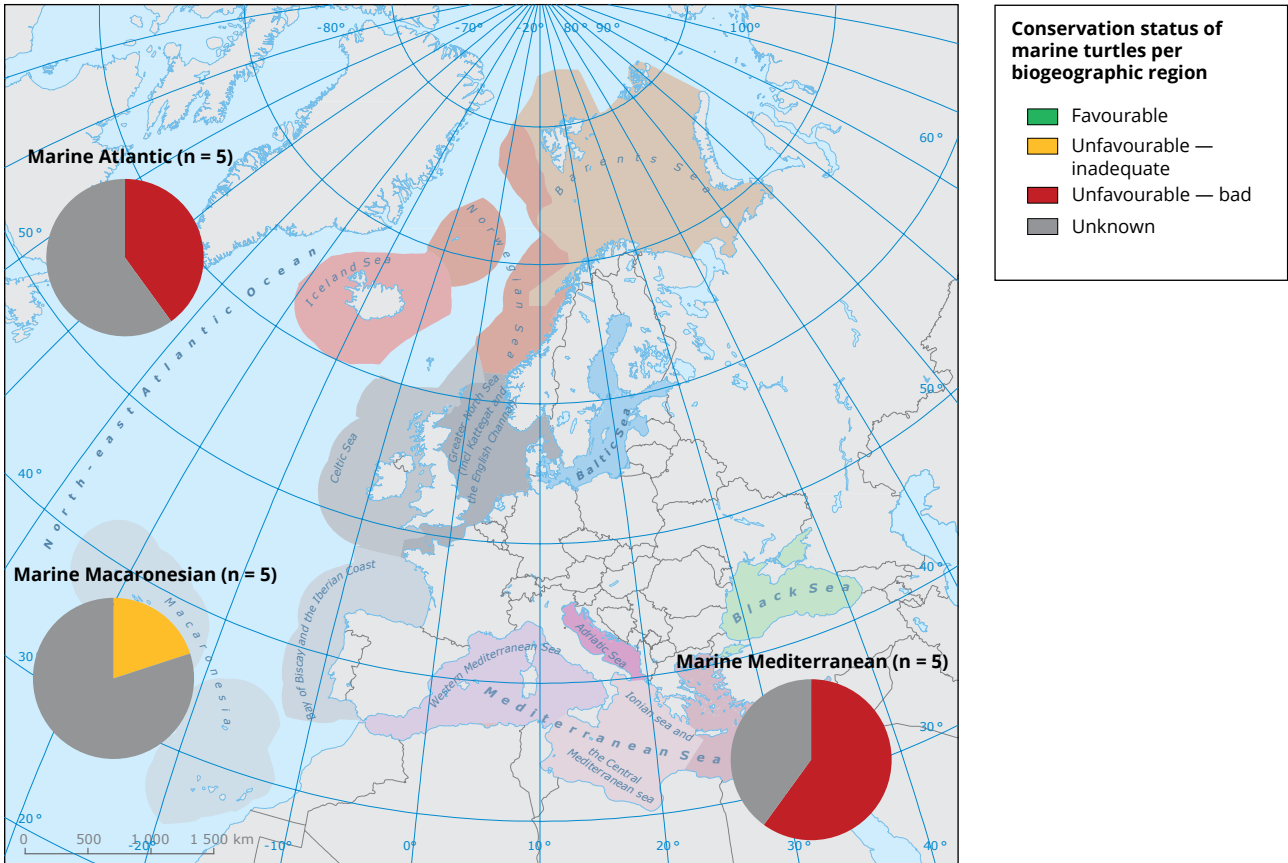 Conservation status of
marine turtles per
biogeographic region
Favourable
Unfavourable —
inadequate
Unfavourable — bad
Unknown
-80°
-70°
-20°
80°
90°
100°
60°
50°
40°
30°
50°
40°
30
20°
-20°
-10°
0°
10°
20°
30°
40°
Marine Atlantic (n = 5)
Marine Macaronesian (n = 5)
Marine Mediterranean (n = 5)
Barents Sea
Norwegian Sea
Iceland Sea
North-east Atlantic Ocean
Celtic Sea
Greater North Sea
incl Kattegat and
the English Channel
Baltic Sea
Bay of Biscay and the Iberian Coast
Macaronesia
Black Sea
Adriatic Sea
Western Mediterranean Sea
Mediterranean Sea
Ionian sea and
the Central
Mediterranean sea
0 500 1 000 1 500 km